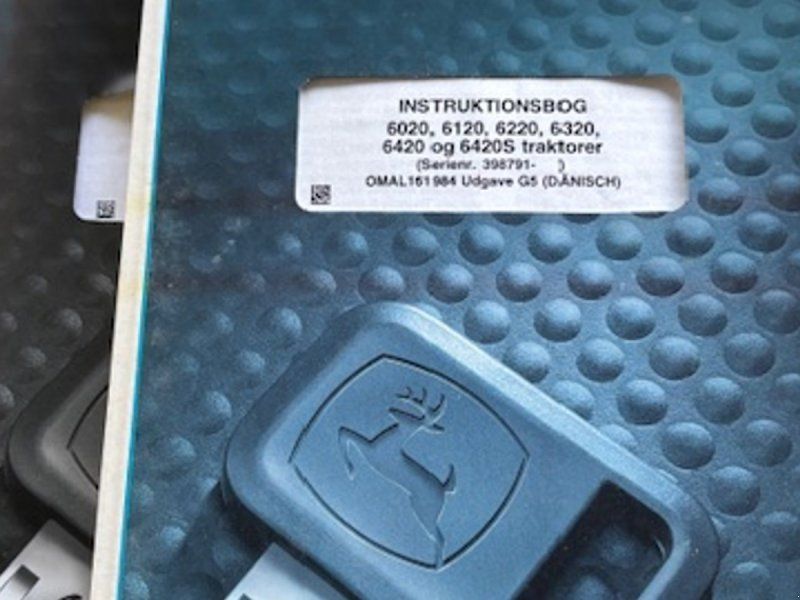 INSTRUKTIONSBOG
6020, 6120, 6220, 6320,
6420 og 6420S traktorer
(Serienr. 398791-    )
OMAL161984 Udgave G5 (DÄNISCH)